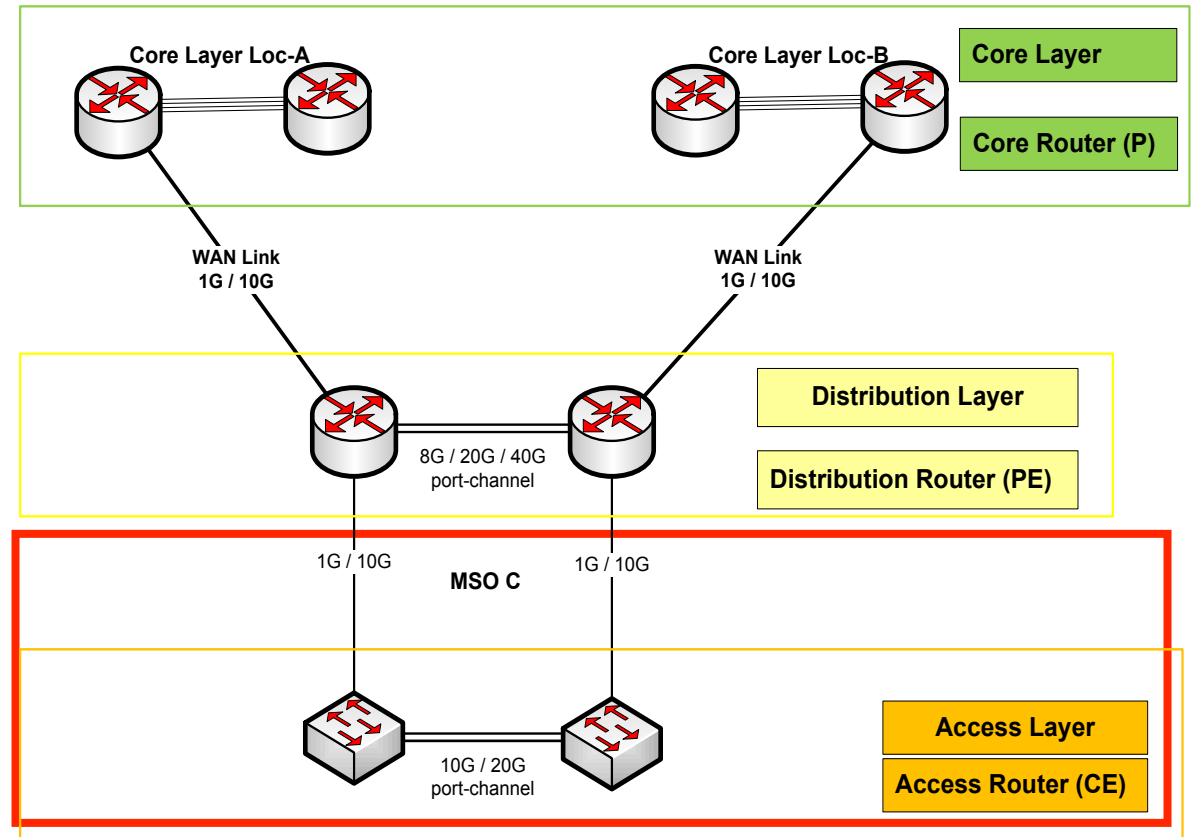 Core Layer Loc-A
Core Layer Loc-B
Core Layer
Core Router (P)
WAN Link
1G / 10G
WAN Link
1G / 10G
Distribution Layer
8G / 20G / 40G
port-channel
Distribution Router (PE)
1G / 10G
MSO C
1G / 10G
Access Layer
10G / 20G
port-channel
Access Router (CE)